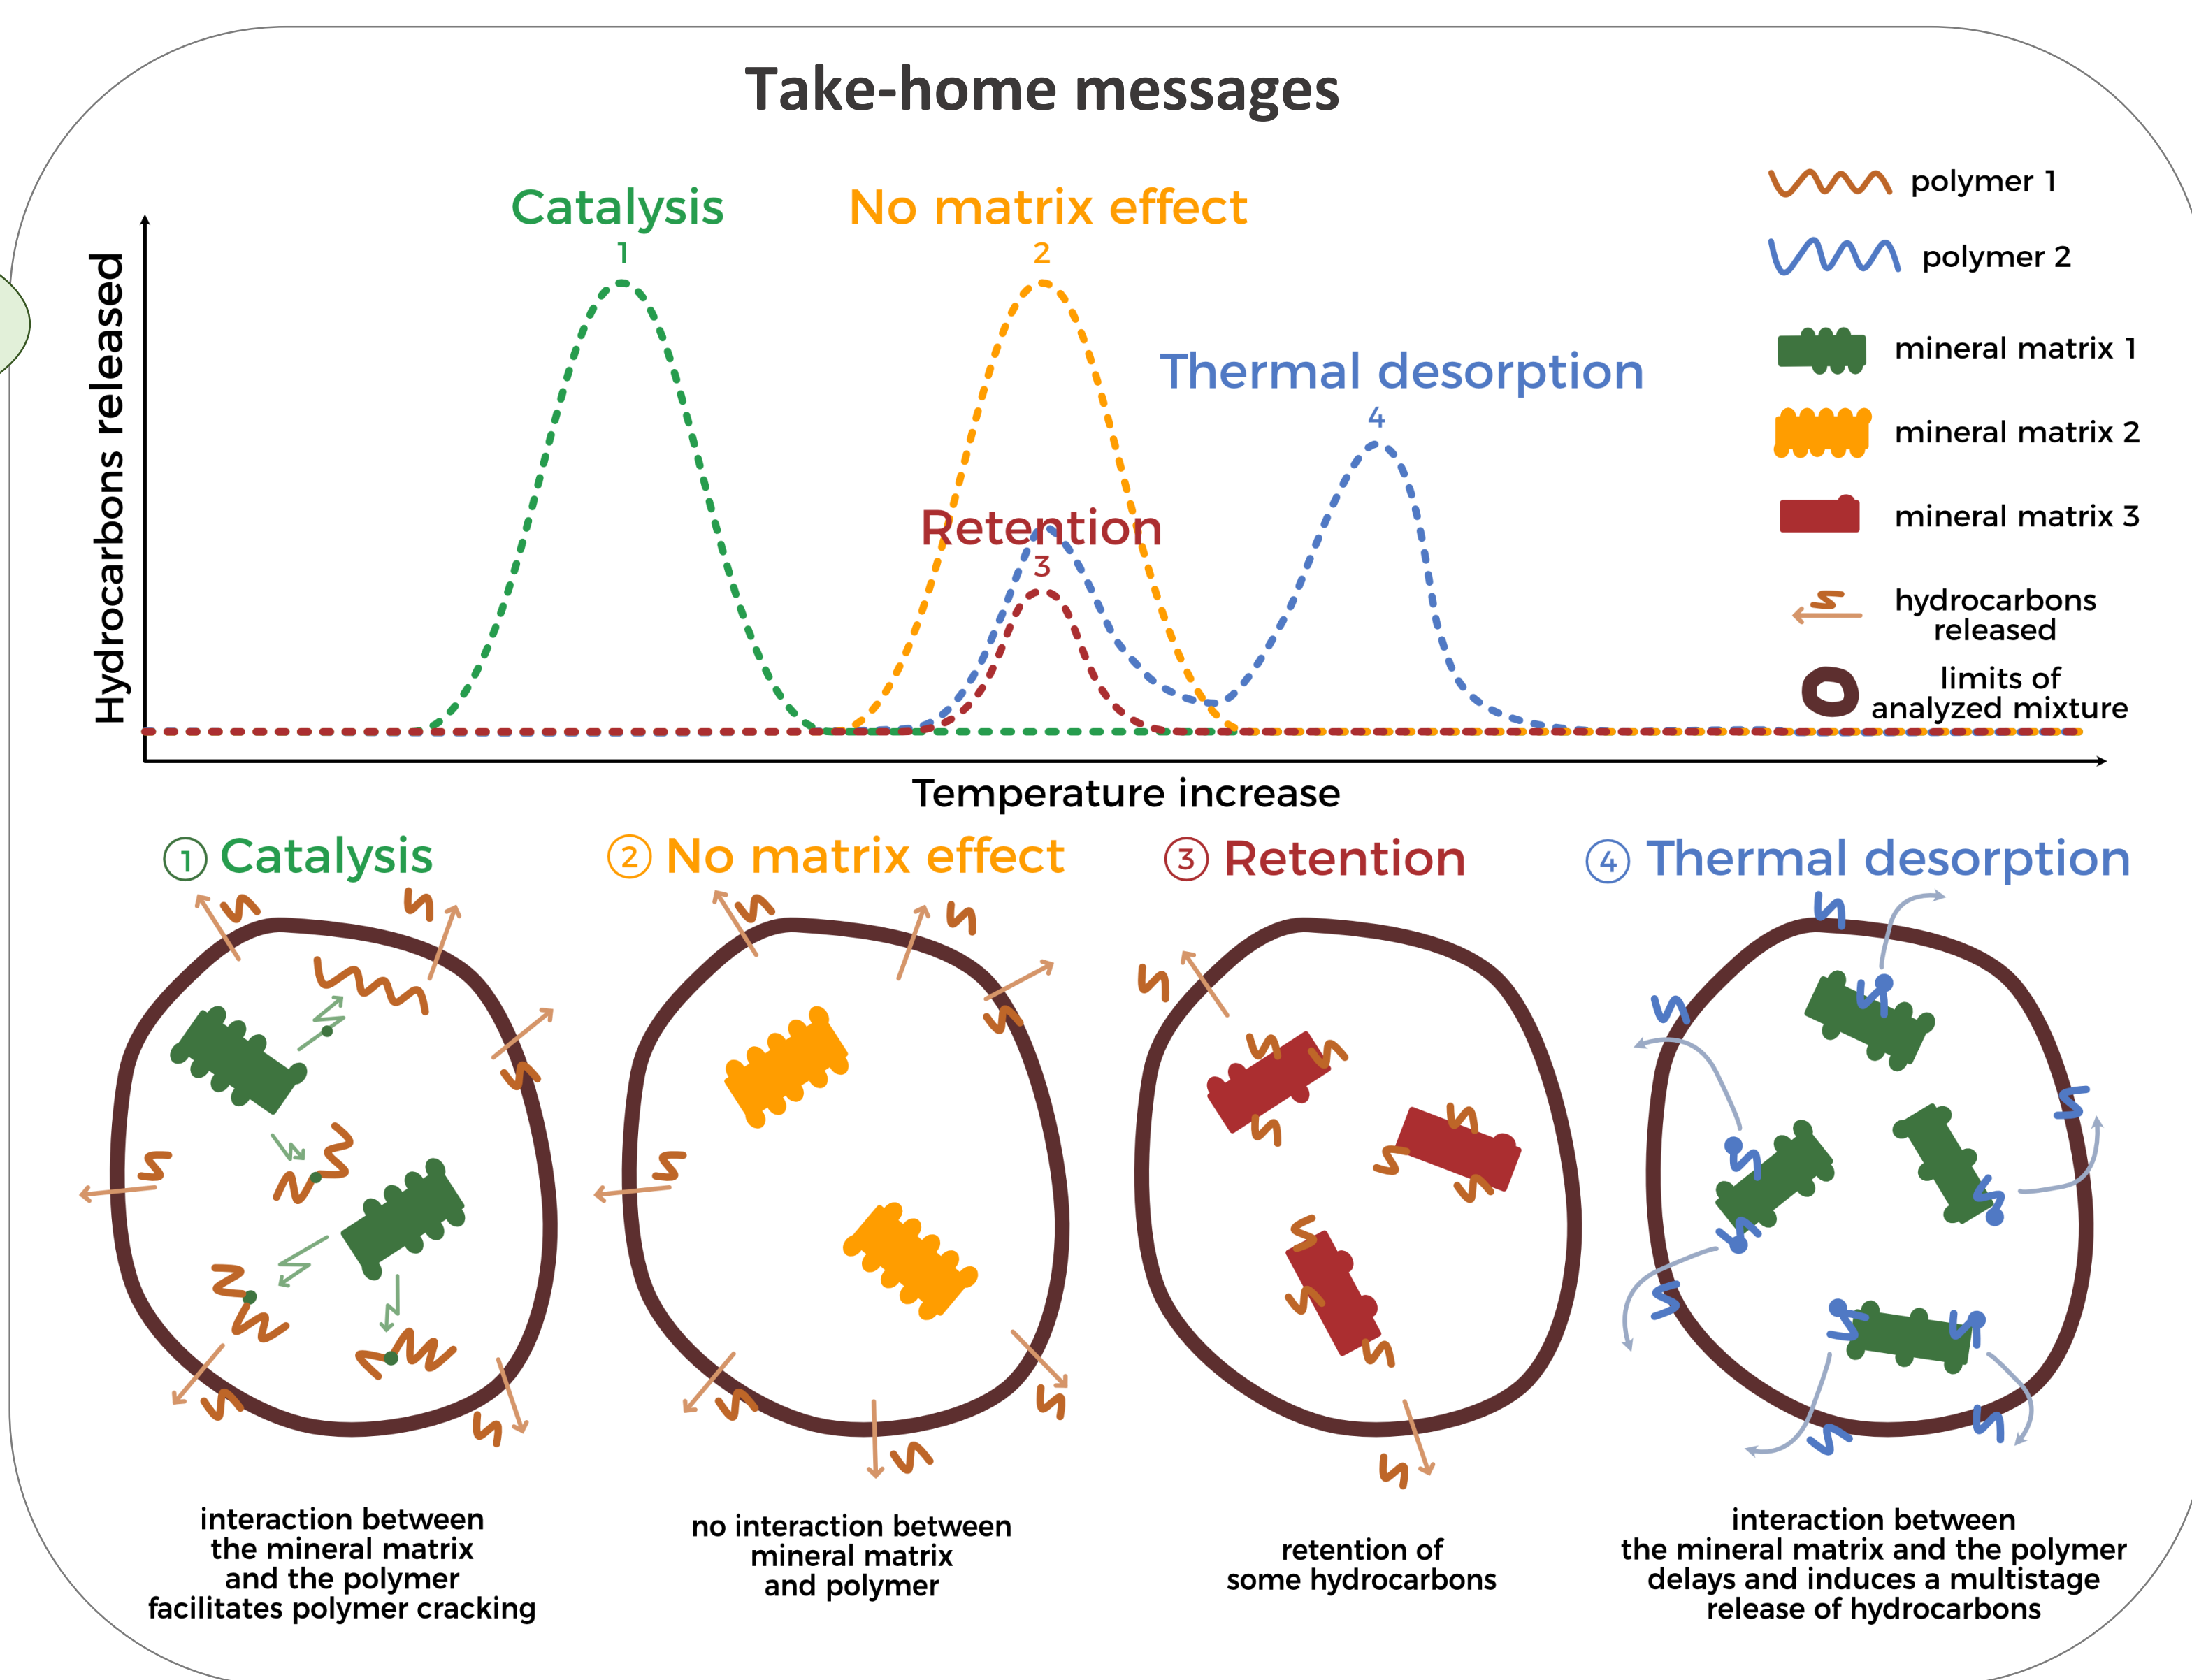 Take-home messages
Catalysis
1
No matrix effect
2
Thermal desorption
4
Retention
3
Hydrocarbons released
Temperature increase
polymer 1
polymer 2
mineral matrix 1
mineral matrix 2
mineral matrix 3
hydrocarbons
released
limits of
analyzed mixture
1 Catalysis
2 No matrix effect
3 Retention
4 Thermal desorption
interaction between
the mineral matrix
and the polymer
facilitates polymer cracking
no interaction between
mineral matrix
and polymer
retention of
some hydrocarbons
interaction between
the mineral matrix and the polymer
delays and induces a multistage
release of hydrocarbons